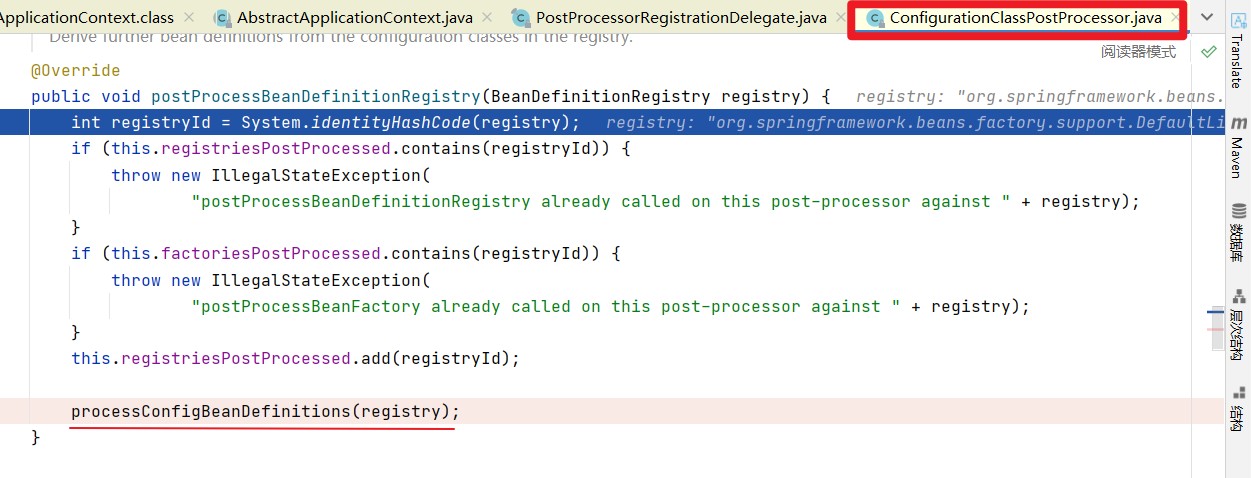 ApplicationContext.class × AbstractApplicationContext.java × PostProcessorRegistrationDelegate.java × ConfigurationClassPostProcessor.java ×
Derive further bean definitions from the configuration classes in the registry.
阅读器模式
@Override
public void postProcessBeanDefinitionRegistry(BeanDefinitionRegistry registry) { registry: "org.springframework.beans.
int registryId = System.identityHashCode(registry); registry: "org.springframework.beans.factory.support.DefaultLi
if (this.registriesPostProcessed.contains(registryId)) {
throw new IllegalStateException(
"postProcessBeanDefinitionRegistry already called on this post-processor against " + registry);
}
if (this.factoriesPostProcessed.contains(registryId)) {
throw new IllegalStateException(
"postProcessBeanFactory already called on this post-processor against " + registry);
}
this.registriesPostProcessed.add(registryId);
processConfigBeanDefinitions(registry);
}
Translate
m Maven
数据库
层次结构
结构